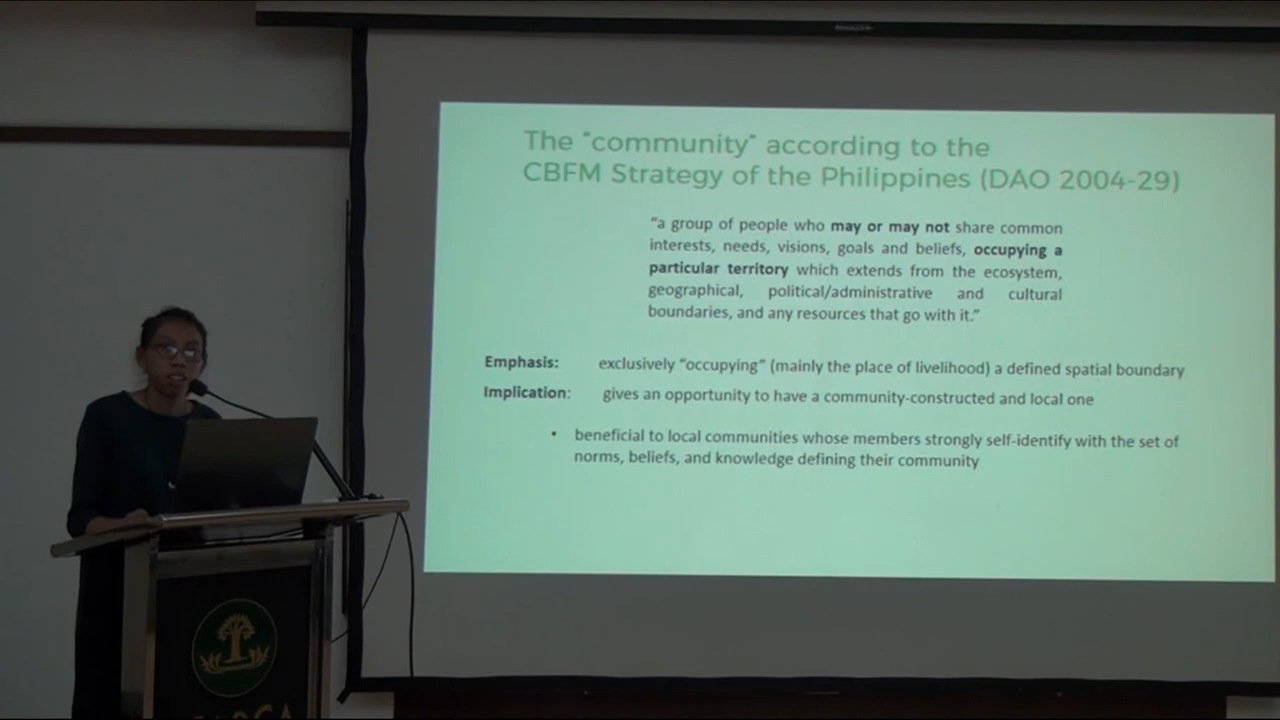 The "community" according to the
CBFM Strategy of the Philippines (DAO 2004-29)
"a group of people who may or may not share common
interests, needs, visions, goals and beliefs, occupying a
particular territory which extends from the ecosystem,
geographical, political/administrative and cultural
boundaries, and any resources that go with it."
Emphasis: exclusively "occupying" (mainly the place of livelihood) a defined spatial boundary
Implication: gives an opportunity to have a community-constructed and local one
• beneficial to local communities whose members strongly self-identify with the set of
norms, beliefs, and knowledge defining their community